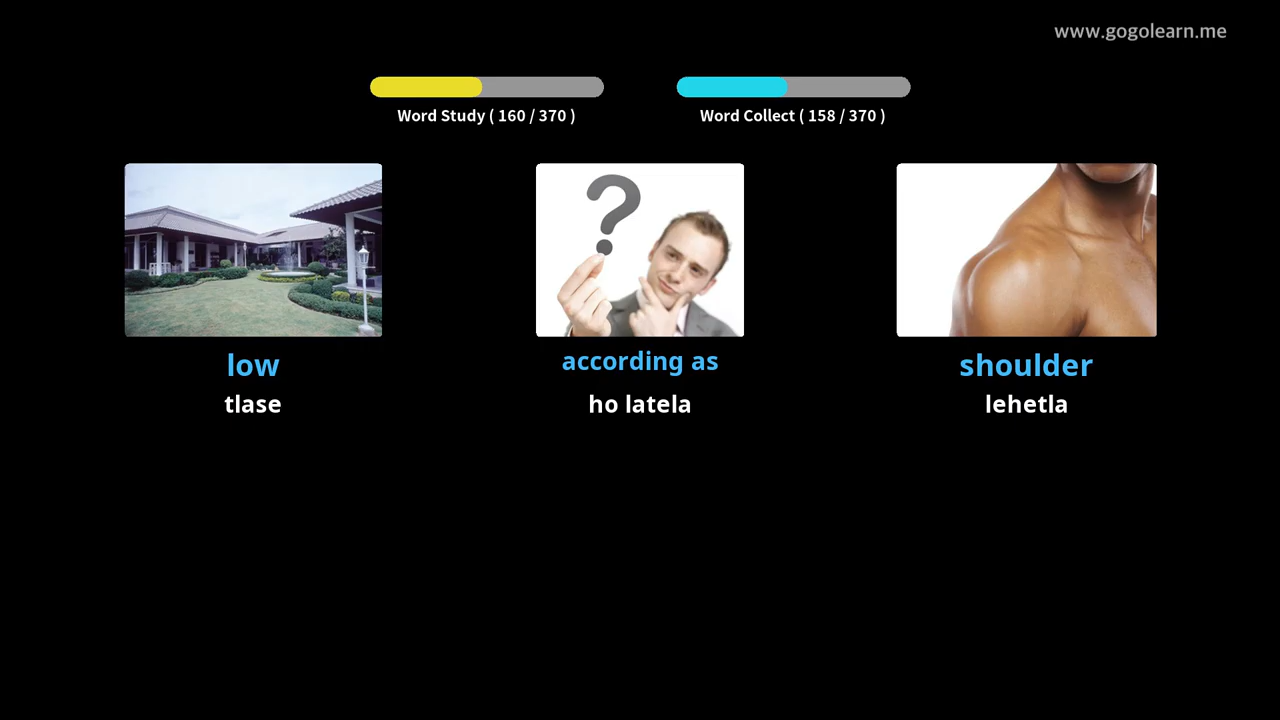 www.gogolearn.me
Word Study ( 160 / 370 )
Word Collect ( 158 / 370 )
?
low
according as
shoulder
tlase
ho latela
lehetla